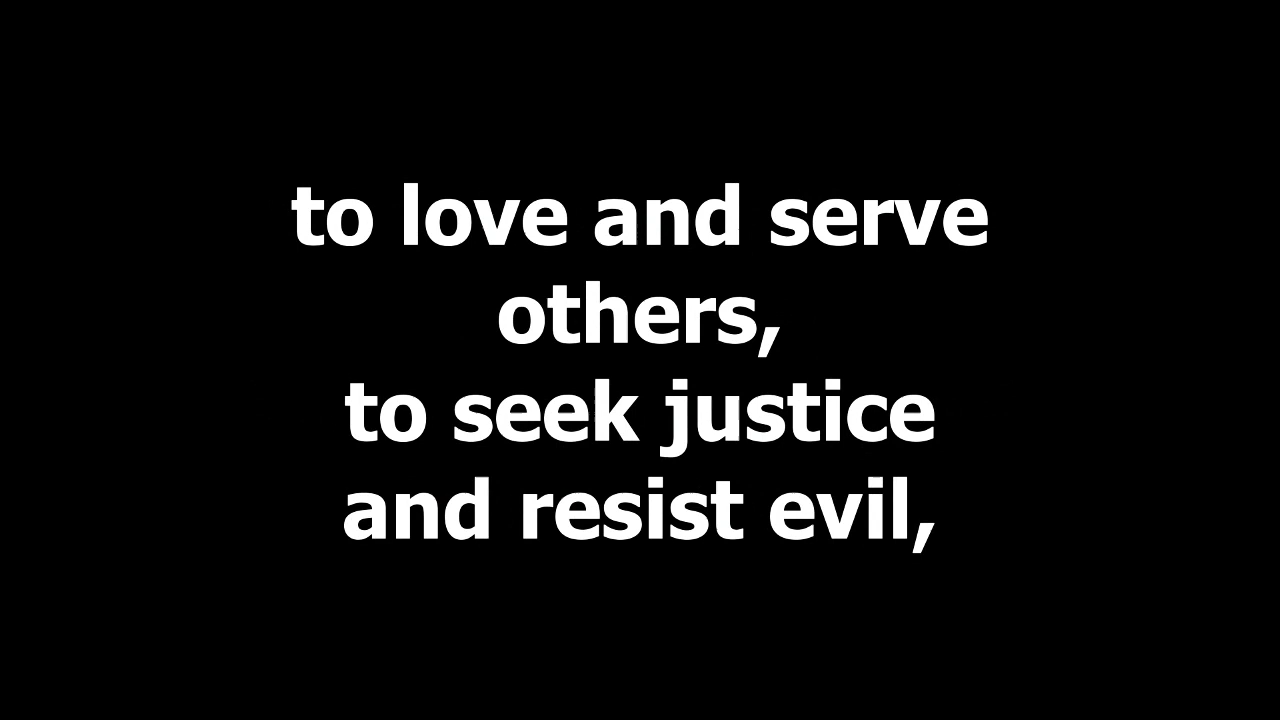 to love and serve
others,
to seek justice
and resist evil,